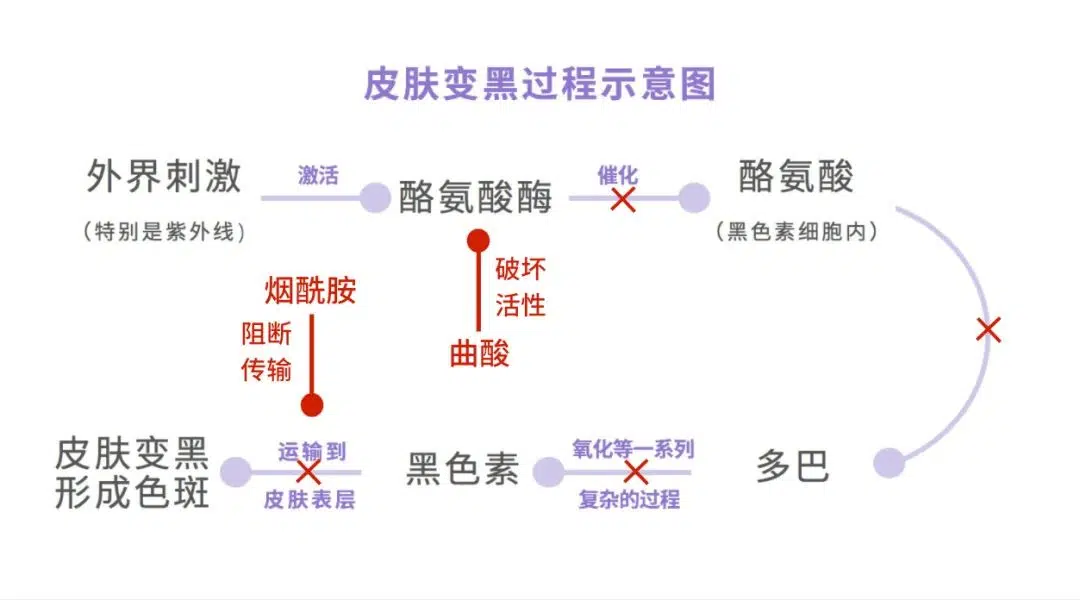 皮肤变黑过程示意图
外界刺激
(特别是紫外线)
激活
酪氨酸酶
催化
酪氨酸
(黑色素细胞内)
破坏
活性
曲酸
烟酰胺
阻断
传输
多巴
氧化等一系列
复杂的过程
黑色素
运输到
皮肤表层
皮肤变黑
形成色斑